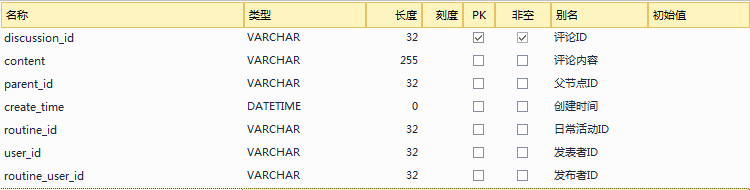 名称 类型 长度 刻度 PK 非空 别名 初始值
discussion_id VARCHAR 32 评论ID
content VARCHAR 255 评论内容
parent_id VARCHAR 32 父节点ID
create_time DATETIME 0 创建时间
routine_id VARCHAR 32 日常活动ID
user_id VARCHAR 32 发表者ID
routine_user_id VARCHAR 32 发布者ID